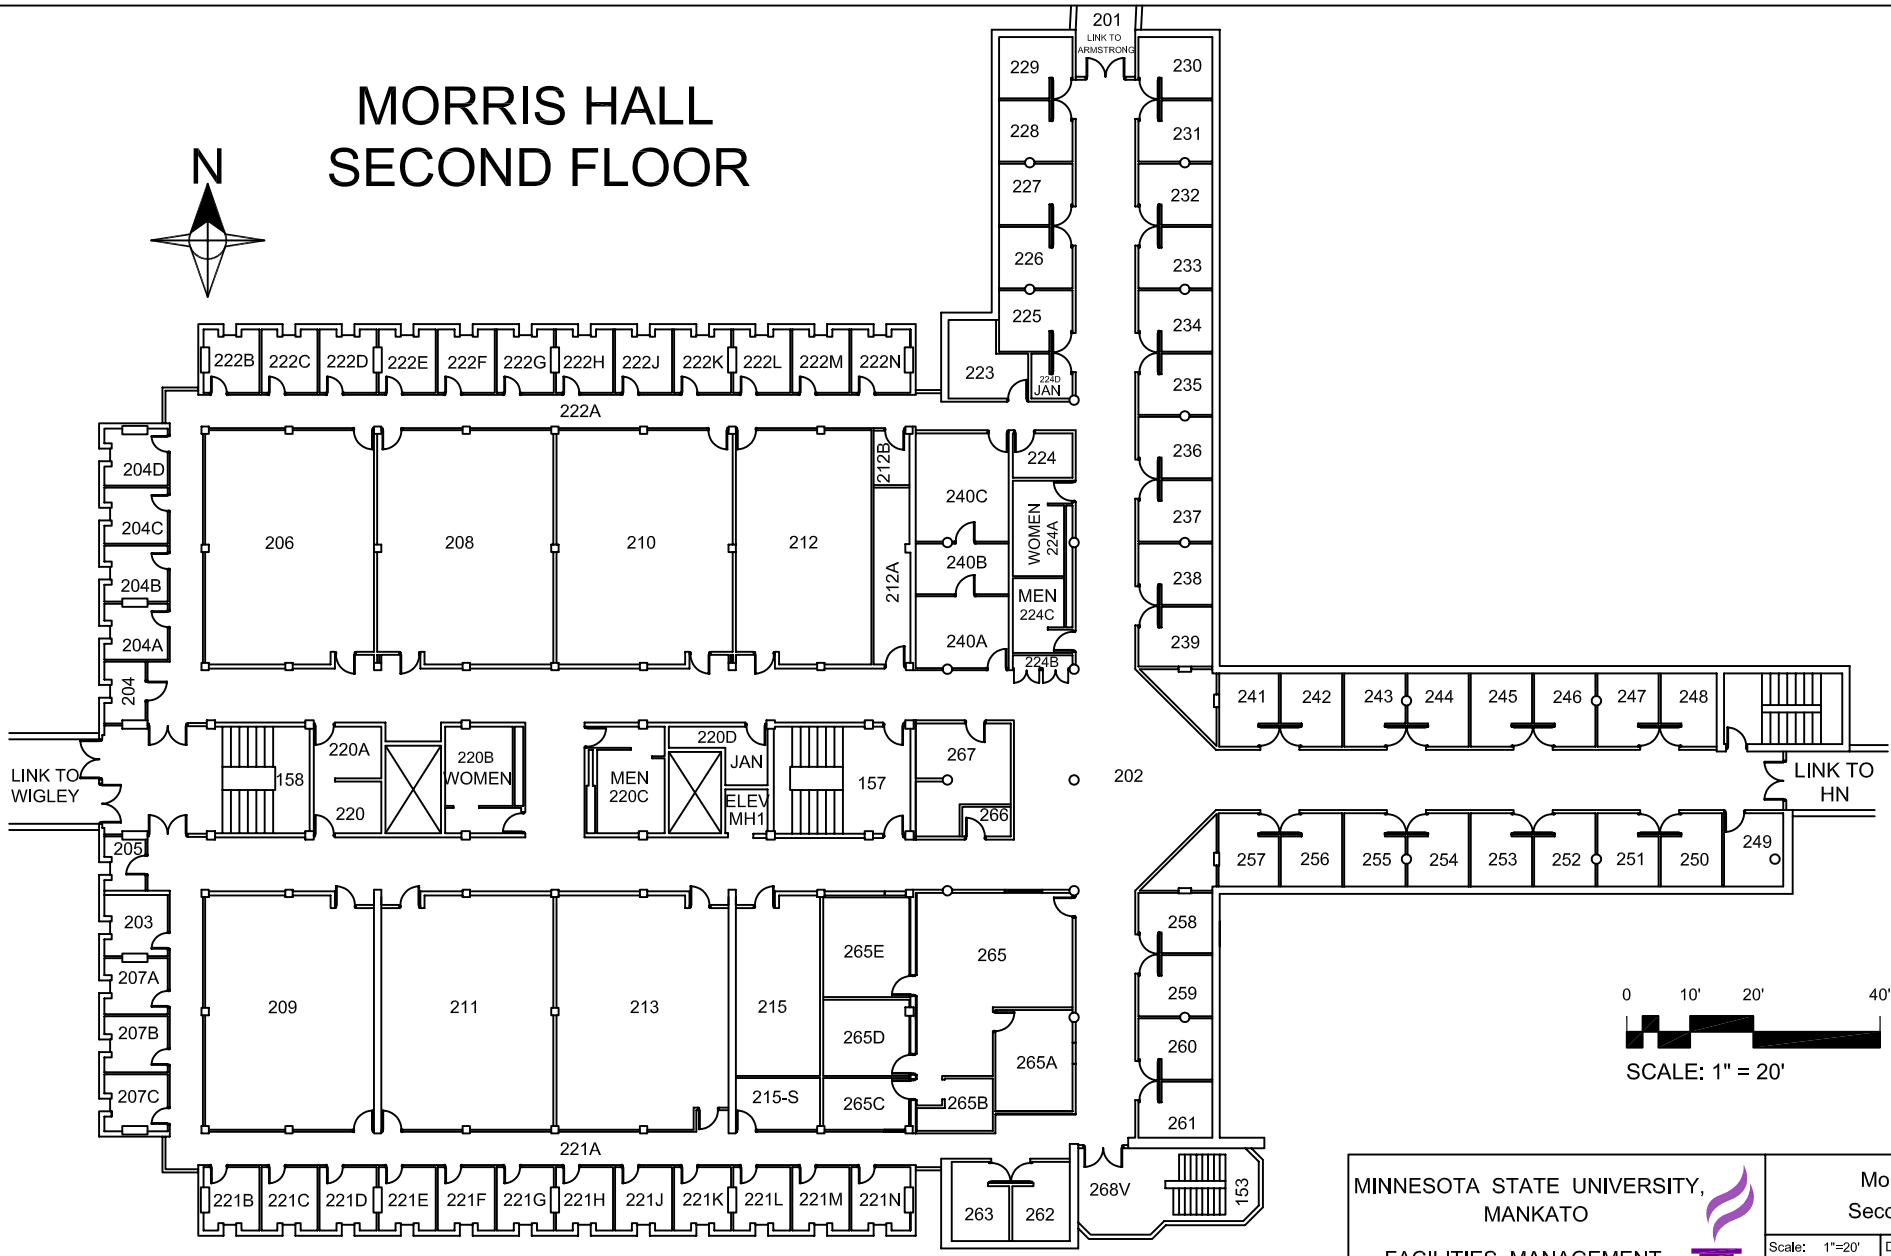 201
LINK TO
ARMSTRONG
MORRIS HALL
SECOND FLOOR
N
229
230
228
231
227
232
226
233
225
234
222B 222C 222D 222E 222F 222G 222H 222J 222K 222L 222M 222N
223
224D
JAN
235
222A
204D
204C
204B
204A
204
206
208
210
212
212B
212A
240C
240B
240A
224
WOMEN
224A
MEN
224C
224B
236
237
238
239
241 242 243 244 245 246 247 248
LINK TO
WIGLEY
158
220A
220
220B
WOMEN
MEN
220C
220D
JAN
ELEV
MH1
157
267
266
202
LINK TO
HN
205
203
207A
207B
207C
209
211
213
215
215-S
265E
265D
265C
265
265A
265B
257 256 255 254 253 252 251 250 249
258
259
260
261
221A
221B 221C 221D 221E 221F 221G 221H 221J 221K 221L 221M 221N
263 262
268V
153
0 10' 20' 40'
SCALE: 1" = 20'
MINNESOTA STATE UNIVERSITY,
MANKATO
FACILITIES MANAGEMENT
Mo
Seco
Scale: 1"=20'